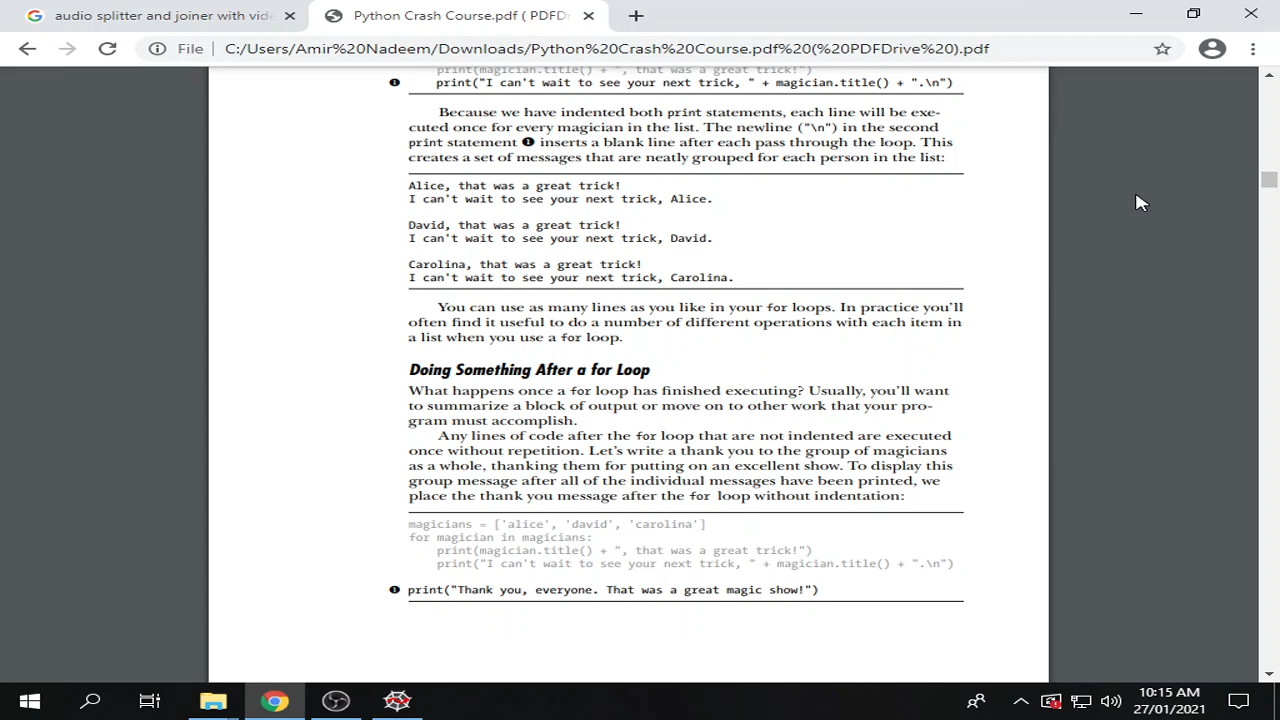 audio splitter and joiner with vide
Python Crash Course.pdf ( PDFDr
File
C:/Users/Amir%20Nadeem/Downloads/Python%20Crash%20Course.pdf%20(%20PDFDrive%20).pdf
print(magician.title() + ", that was a great trick!")
❶ print("I can't wait to see your next trick, " + magician.title() + ".\n")
Because we have indented both print statements, each line will be exe-
cuted once for every magician in the list. The newline ("\n") in the second
print statement ❶ inserts a blank line after each pass through the loop. This
creates a set of messages that are neatly grouped for each person in the list:
Alice, that was a great trick!
I can't wait to see your next trick, Alice.
David, that was a great trick!
I can't wait to see your next trick, David.
Carolina, that was a great trick!
I can't wait to see your next trick, Carolina.
You can use as many lines as you like in your for loops. In practice you'll
often find it useful to do a number of different operations with each item in
a list when you use a for loop.
Doing Something After a for Loop
What happens once a for loop has finished executing? Usually, you'll want
to summarize a block of output or move on to other work that your pro-
gram must accomplish.
Any lines of code after the for loop that are not indented are executed
once without repetition. Let's write a thank you to the group of magicians
as a whole, thanking them for putting on an excellent show. To display this
group message after all of the individual messages have been printed, we
place the thank you message after the for loop without indentation:
magicians = ['alice', 'david', 'carolina']
for magician in magicians:
print(magician.title() + ", that was a great trick!")
print("I can't wait to see your next trick, " + magician.title() + ".\n")
❶ print("Thank you, everyone. That was a great magic show!")
10:15 AM
27/01/2021